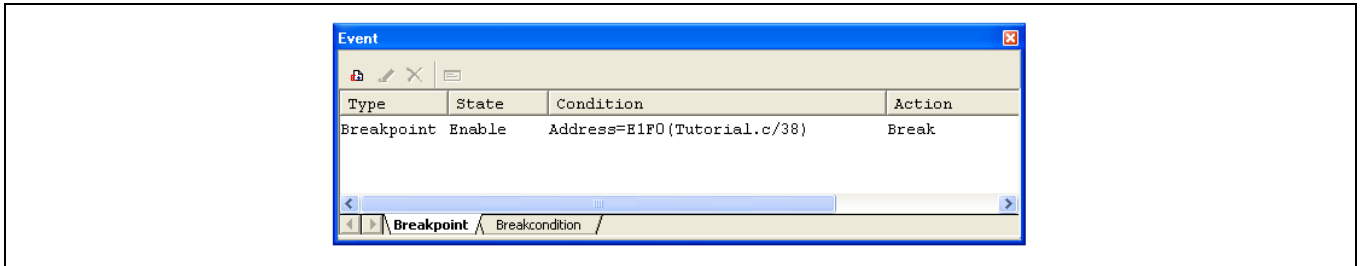 Event
Type State Condition Action
Breakpoint Enable Address=E1F0(Tutorial.c/38) Break
Breakpoint Breakcondition